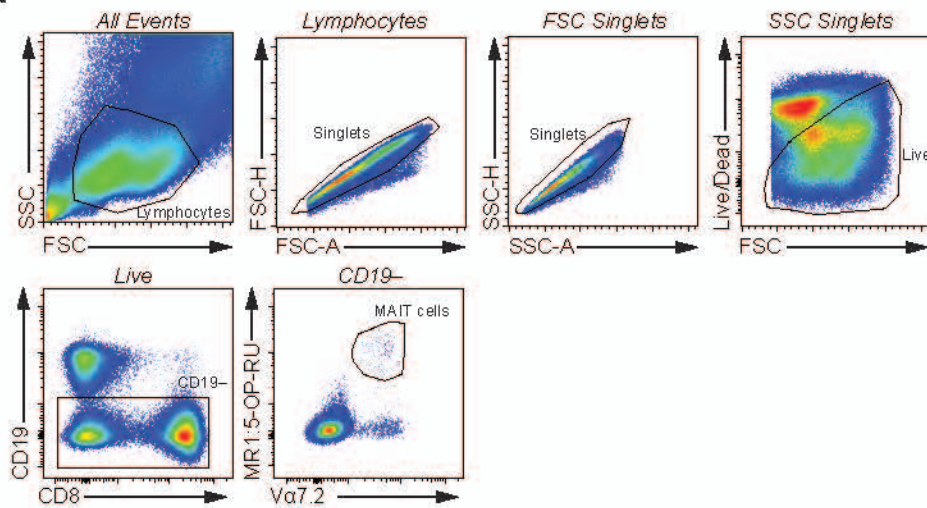 All Events
SSC
Lymphocytes
FSC
Lymphocytes
FSC-H
Singlets
FSC-A
FSC Singlets
SSC-H
Singlets
SSC-A
SSC Singlets
Live/Dead
Live
FSC
Live
CD19
CD19–
CD8
CD19–
MR1:5-OP-RU
MAIT cells
Vα7.2